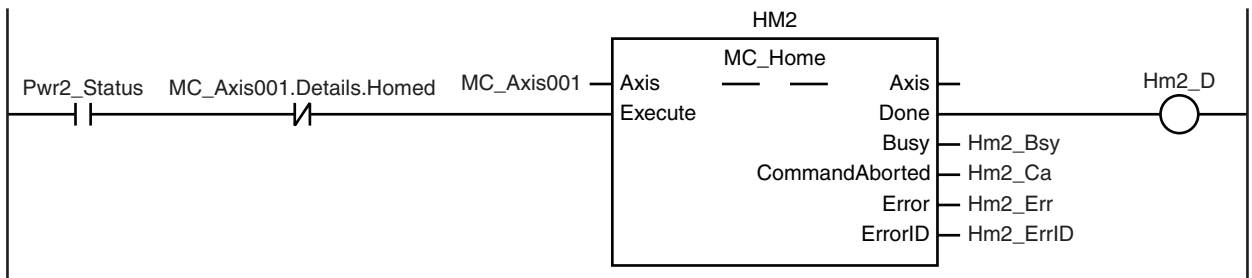 HM2
MC_Home
Pwr2_Status MC_Axis001.Details.Homed MC_Axis001 Axis Axis Hm2_D
Execute Done
Busy Hm2_Bsy
CommandAborted Hm2_Ca
Error Hm2_Err
ErrorID Hm2_ErrID